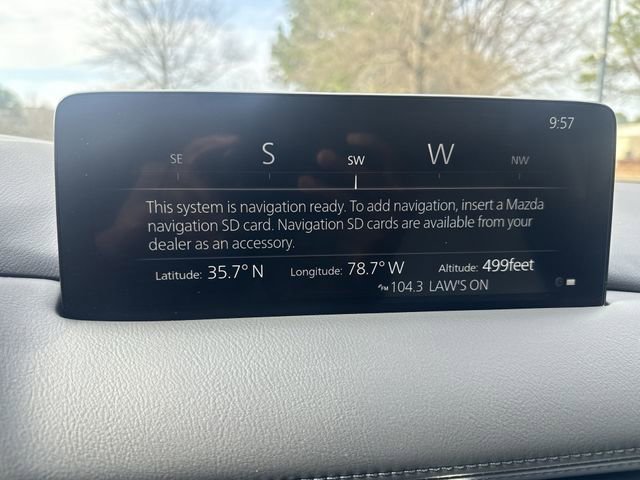 9:57
SE S SW W NW
This system is navigation ready. To add navigation, insert a Mazda
navigation SD card. Navigation SD cards are available from your
dealer as an accessory.
Latitude: 35.7° N Longitude: 78.7° W Altitude: 499feet
FM 104.3 LAW'S ON